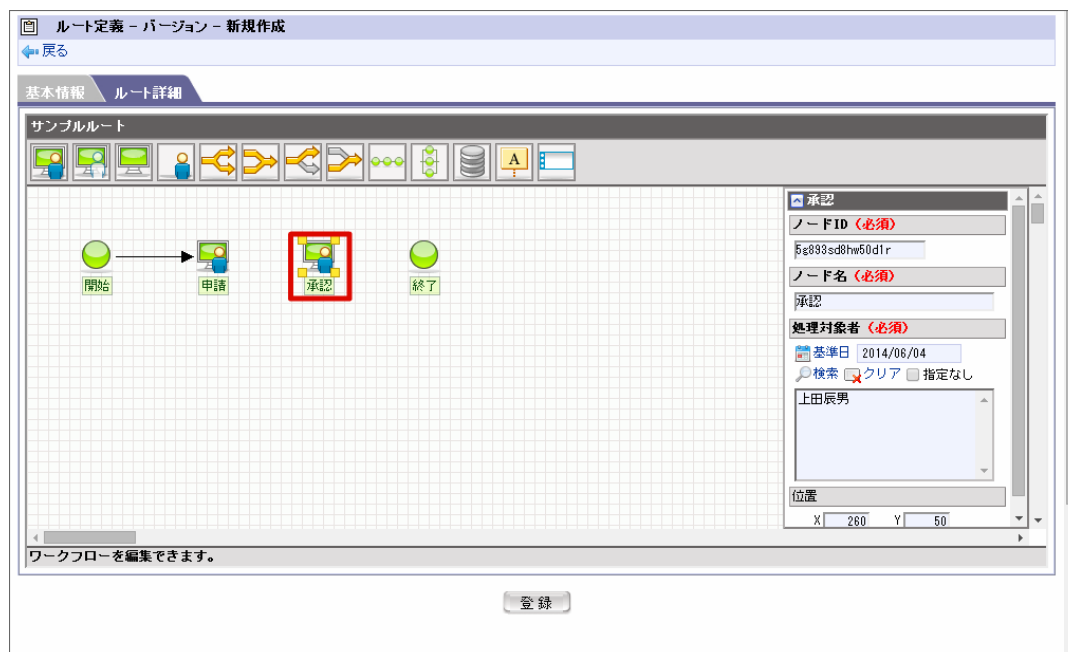 ルート定義 - バージョン - 新規作成
戻る
基本情報
ルート詳細
サンプルルート
A
開始
申請
承認
終了
承認
ノードID（必須）
5g893sd8hw50d1r
ノード名（必須）
承認
処理対象者（必須）
基準日 2014/06/04
検索 クリア 指定なし
上田辰男
位置
X 260 Y 50
ワークフローを編集できます。
登録